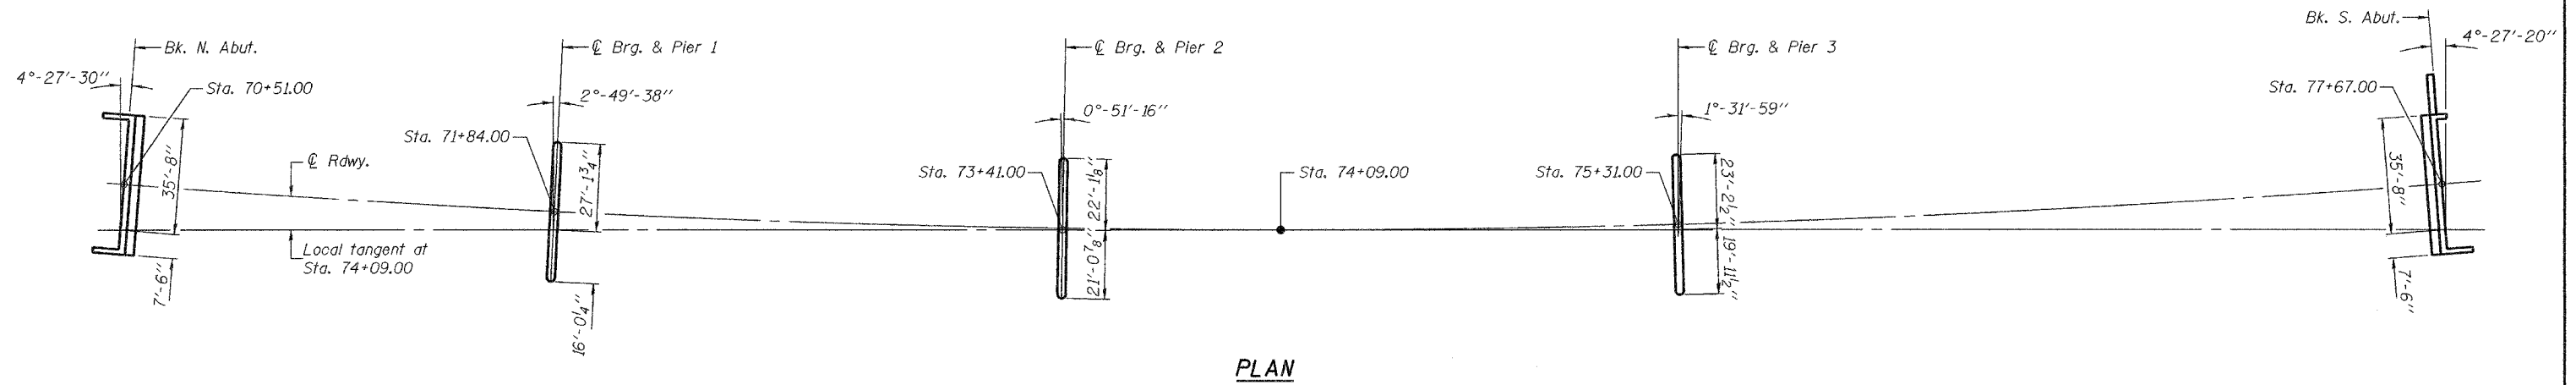 Bk. N. Abut.
℄ Brg. & Pier 1
℄ Brg. & Pier 2
℄ Brg. & Pier 3
Bk. S. Abut.
4°-27'-30"
Sta. 70+51.00
2°-49'-38"
0°-51'-16"
1°-31'-59"
4°-27'-20"
Sta. 77+67.00
Sta. 71+84.00
℄ Rdwy.
35'-8"
27'-1 3/4"
Sta. 73+41.00
22'-1 1/8"
Sta. 74+09.00
Sta. 75+31.00
23'-2 1/2"
35'-8"
Local tangent at
Sta. 74+09.00
7'-6"
16'-0 1/4"
21'-0 7/8"
19'-11 1/2"
7'-6"
PLAN